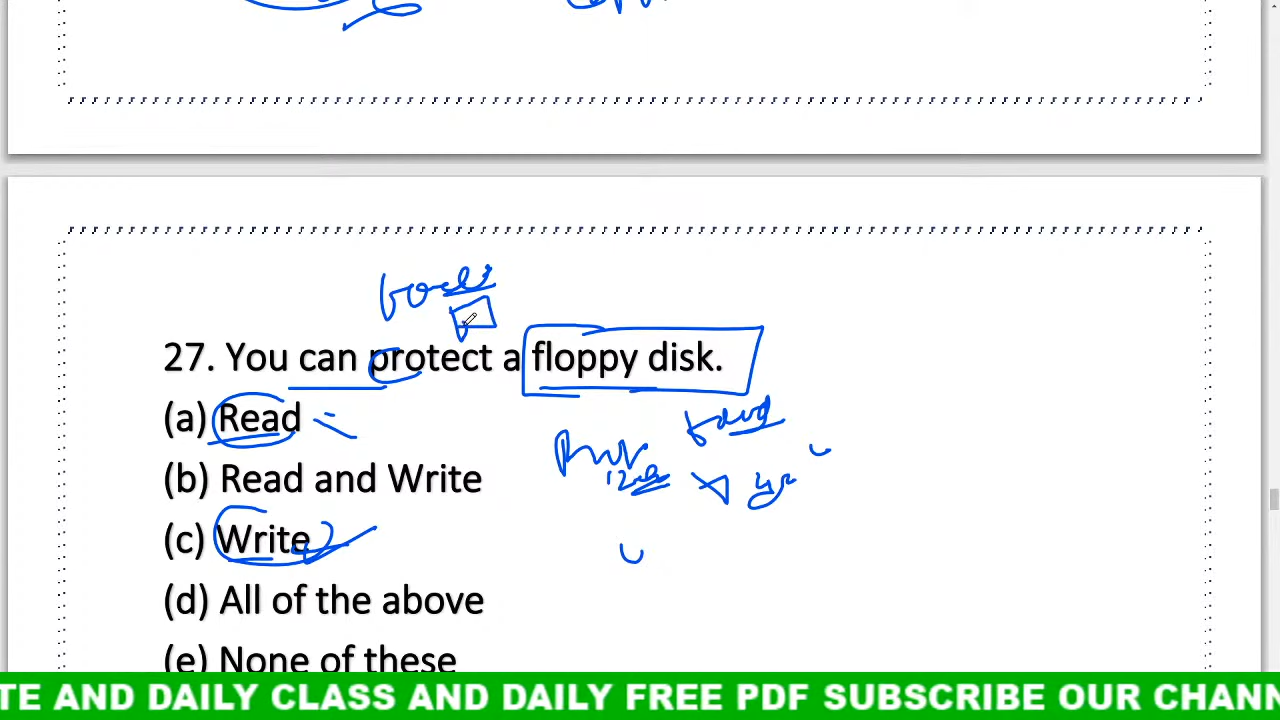 27. You can protect a floppy disk.
(a) Read
(b) Read and Write
(c) Write
(d) All of the above
(e) None of these
TE AND DAILY CLASS AND DAILY FREE PDF SUBSCRIBE OUR CHANN